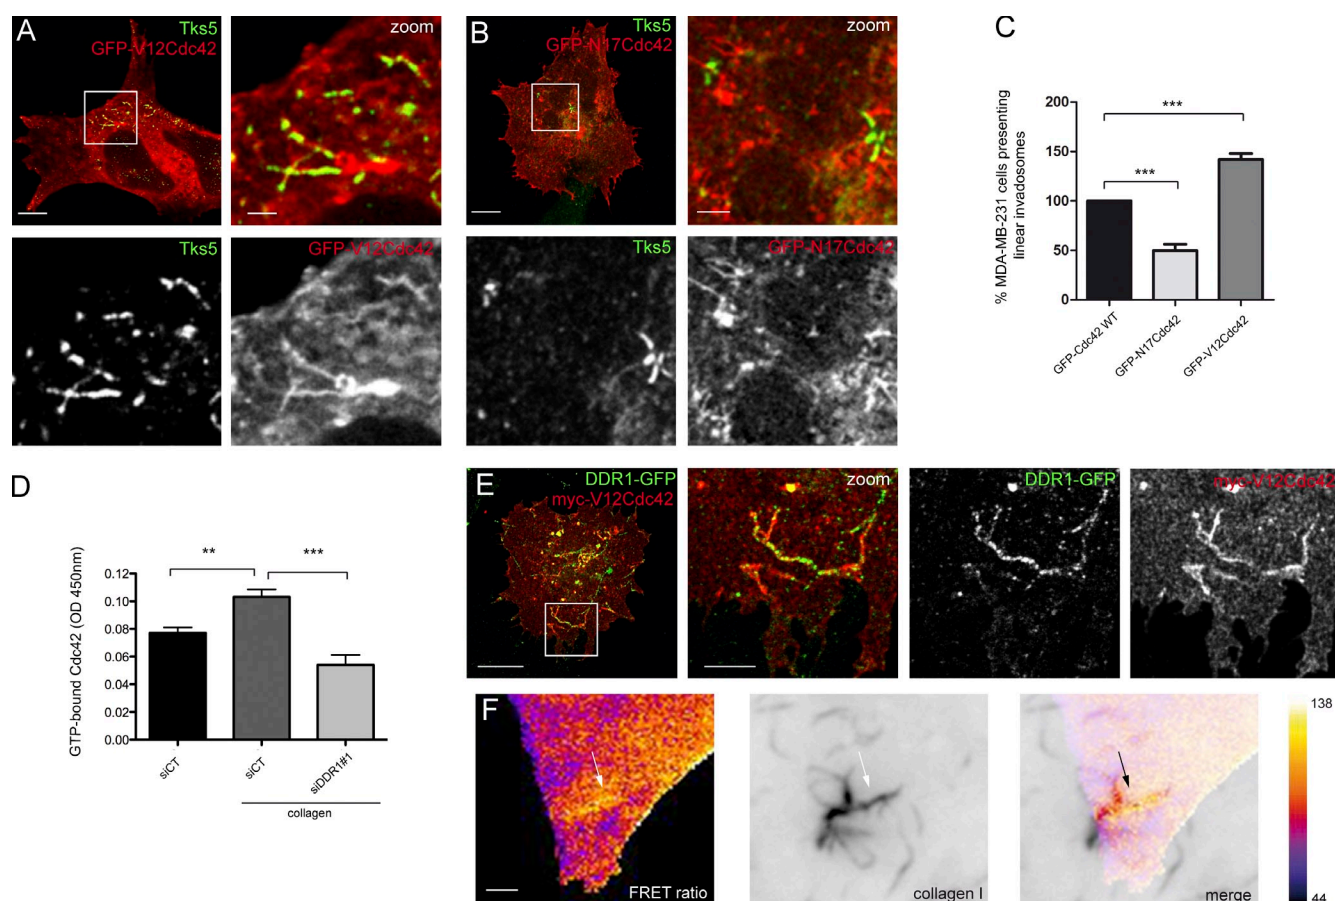 A
Tks5
GFP-V12Cdc42
zoom
Tks5
GFP-V12Cdc42
B
Tks5
GFP-N17Cdc42
zoom
Tks5
GFP-N17Cdc42
C
% MDA-MB-231 cells presenting
linear invadosomes
200
150
100
50
0
***
***
GFP-Cdc42 WT
GFP-N17Cdc42
GFP-V12Cdc42
D
GTP-bound Cdc42 (OD 450nm)
0.12
0.10
0.08
0.06
0.04
0.02
0.00
**
***
siCT
siCT
siDDR1#1
collagen
E
DDR1-GFP
myc-V12Cdc42
zoom
DDR1-GFP
myc-V12Cdc42
F
FRET ratio
collagen I
merge
138
44